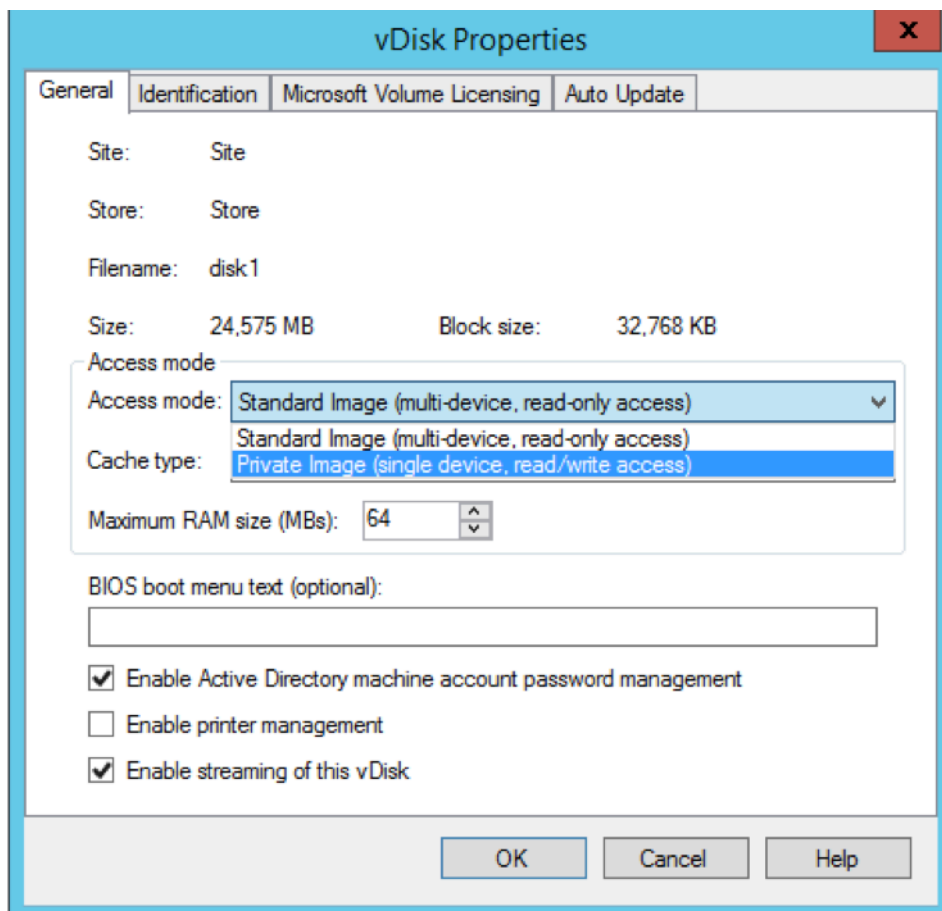 vDisk Properties
x
General Identification Microsoft Volume Licensing Auto Update
Site: Site
Store: Store
Filename: disk1
Size: 24,575 MB Block size: 32,768 KB
Access mode
Access mode: Standard Image (multi-device, read-only access)
Standard Image (multi-device, read-only access)
Cache type: Private Image (single device, read/write access)
Maximum RAM size (MBs): 64
BIOS boot menu text (optional):
Enable Active Directory machine account password management
Enable printer management
Enable streaming of this vDisk
OK Cancel Help